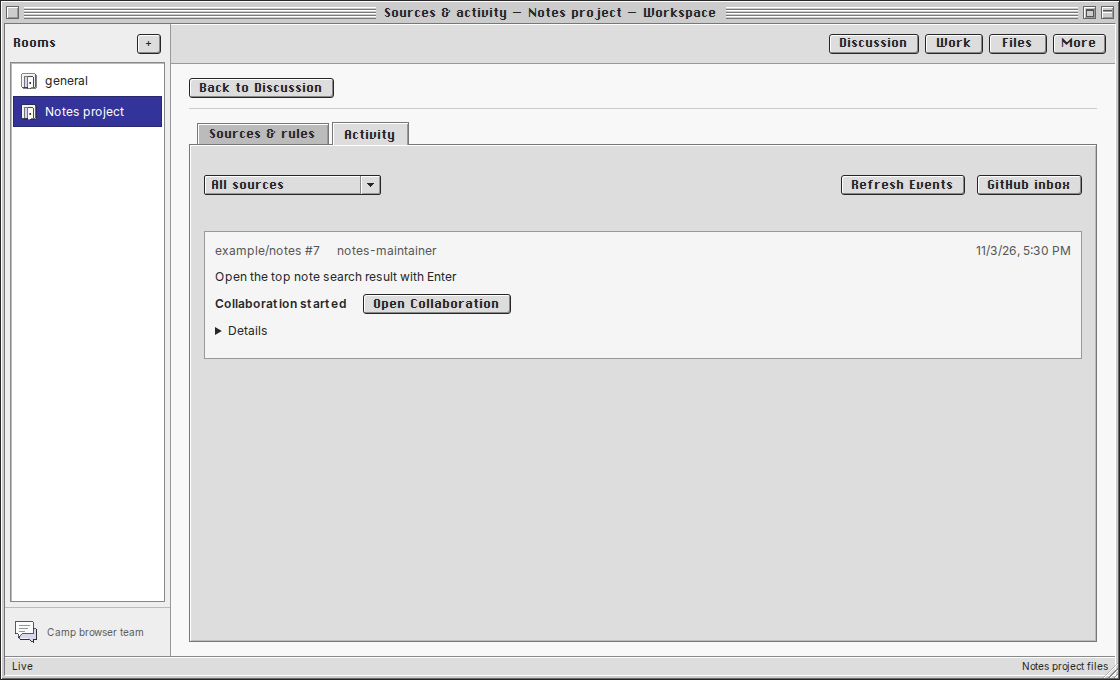 Sources & activity — Notes project — Workspace
Rooms
+
Discussion
Work
Files
More
general
Notes project
Back to Discussion
Sources & rules
Activity
All sources
Refresh Events
GitHub inbox
example/notes #7 notes-maintainer 11/3/26, 5:30 PM
Open the top note search result with Enter
Collaboration started
Open Collaboration
Details
Camp browser team
Live
Notes project files